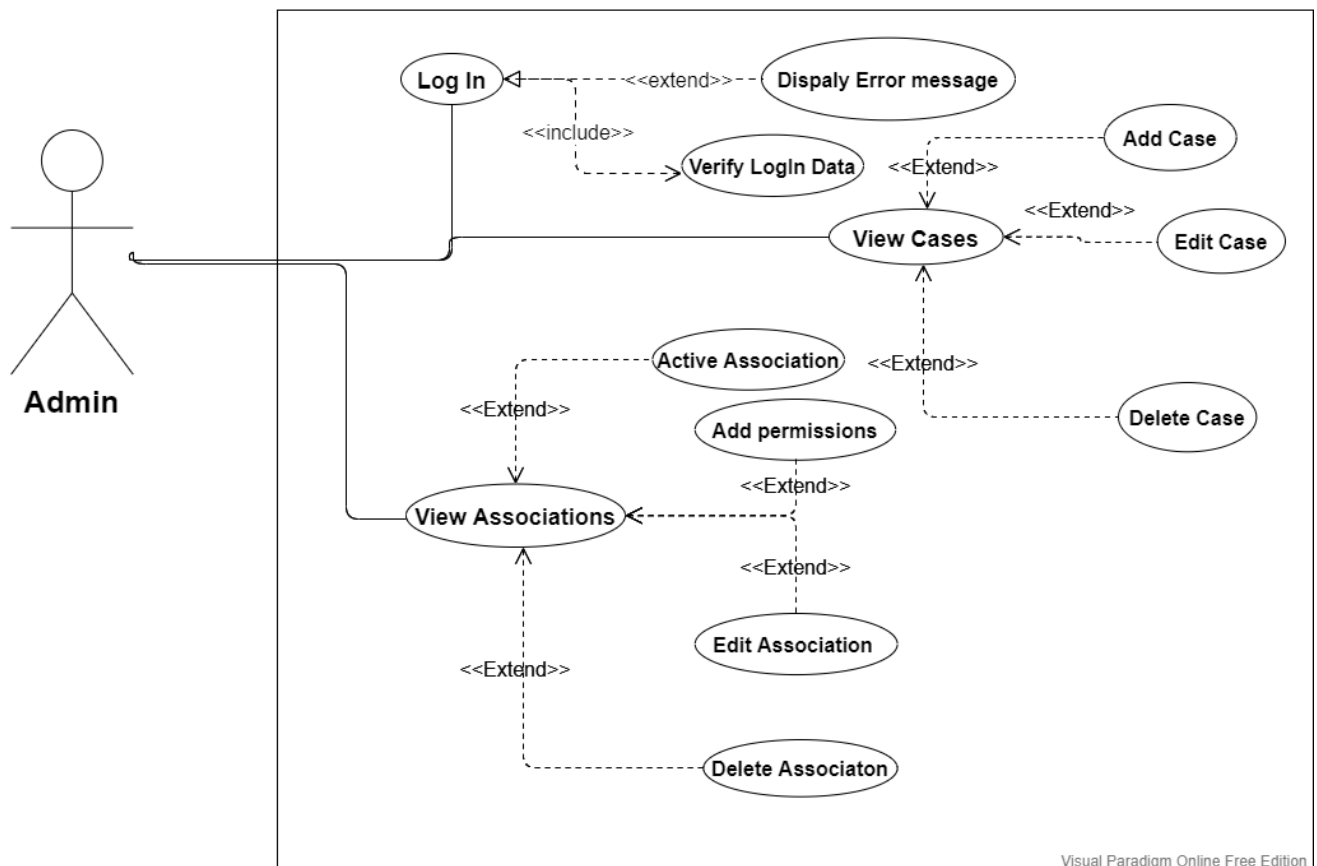 Log In
<<extend>>
Dispaly Error message
<<include>>
Verify LogIn Data
Add Case
<<Extend>>
<<Extend>>
View Cases
Edit Case
Admin
Active Association
<<Extend>>
<<Extend>>
Add permissions
Delete Case
<<Extend>>
View Associations
<<Extend>>
Edit Association
<<Extend>>
Delete Associaton
Visual Paradigm Online Free Edition